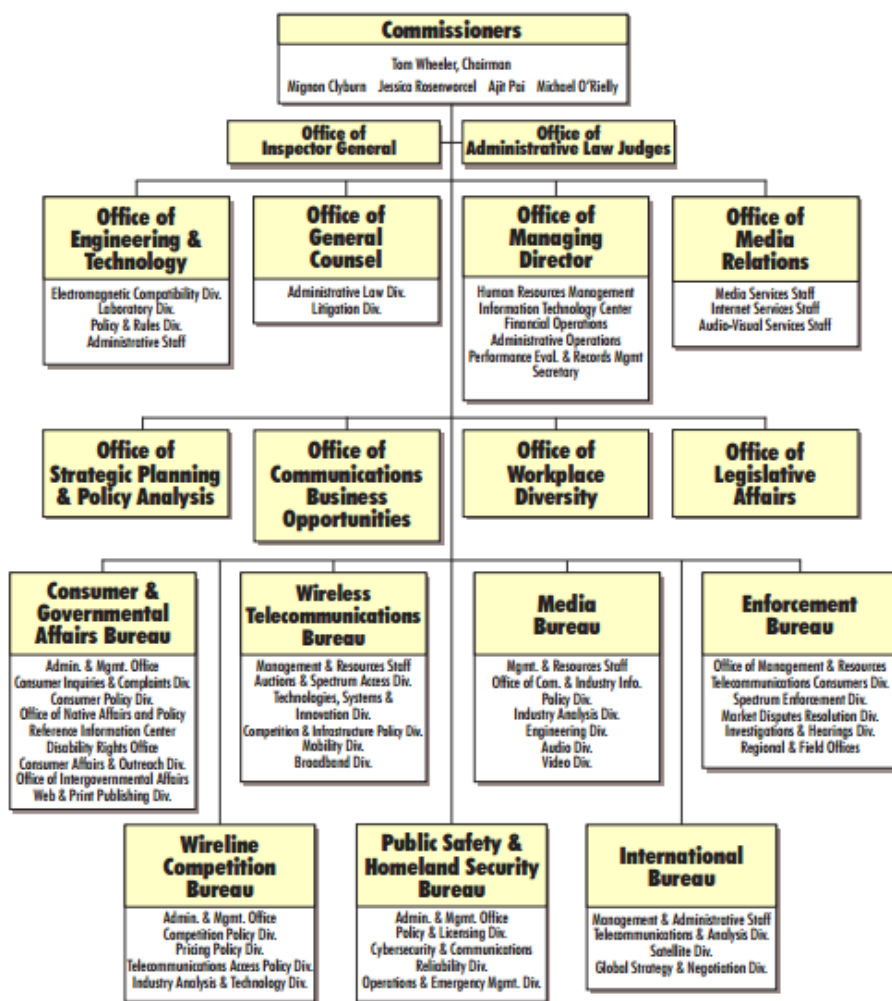 Commissioners
Tom Wheeler, Chairman
Mignon Clyburn Jessica Rosenworcel Ajit Pai Michael O'Rielly
Office of
Inspector General
Office of
Administrative Law Judges
Office of
Engineering &
Technology
Electromagnetic Compatibility Div.
Laboratory Div.
Policy & Rules Div.
Administrative Staff
Office of
General
Counsel
Administrative Law Div.
Litigation Div.
Office of
Managing
Director
Human Resources Management
Information Technology Center
Financial Operations
Administrative Operations
Performance Eval. & Records Mgmt
Secretary
Office of
Media
Relations
Media Services Staff
Internet Services Staff
Audio-Visual Services Staff
Office of
Strategic Planning
& Policy Analysis
Office of
Communications
Business
Opportunities
Office of
Workplace
Diversity
Office of
Legislative
Affairs
Consumer &
Governmental
Affairs Bureau
Admin. & Mgmt. Office
Consumer Inquiries & Complaints Div.
Consumer Policy Div.
Office of Native Affairs and Policy
Reference Information Center
Disability Rights Office
Consumer Affairs & Outreach Div.
Office of Intergovernmental Affairs
Web & Print Publishing Div.
Wireless
Telecommunications
Bureau
Management & Resources Staff
Auctions & Spectrum Access Div.
Technologies, Systems &
Innovation Div.
Competition & Infrastructure Policy Div.
Mobility Div.
Broadband Div.
Media
Bureau
Mgmt. & Resources Staff
Office of Com. & Industry Info.
Policy Div.
Industry Analysis Div.
Engineering Div.
Audio Div.
Video Div.
Enforcement
Bureau
Office of Management & Resources
Telecommunications Consumers Div.
Spectrum Enforcement Div.
Market Disputes Resolution Div.
Investigations & Hearings Div.
Regional & Field Offices
Wireline
Competition
Bureau
Admin. & Mgmt. Office
Competition Policy Div.
Pricing Policy Div.
Telecommunications Access Policy Div.
Industry Analysis & Technology Div.
Public Safety &
Homeland Security
Bureau
Admin. & Mgmt. Office
Policy & Licensing Div.
Cybersecurity & Communications
Reliability Div.
Operations & Emergency Mgmt. Div.
International
Bureau
Management & Administrative Staff
Telecommunications & Analysis Div.
Satellite Div.
Global Strategy & Negotiation Div.